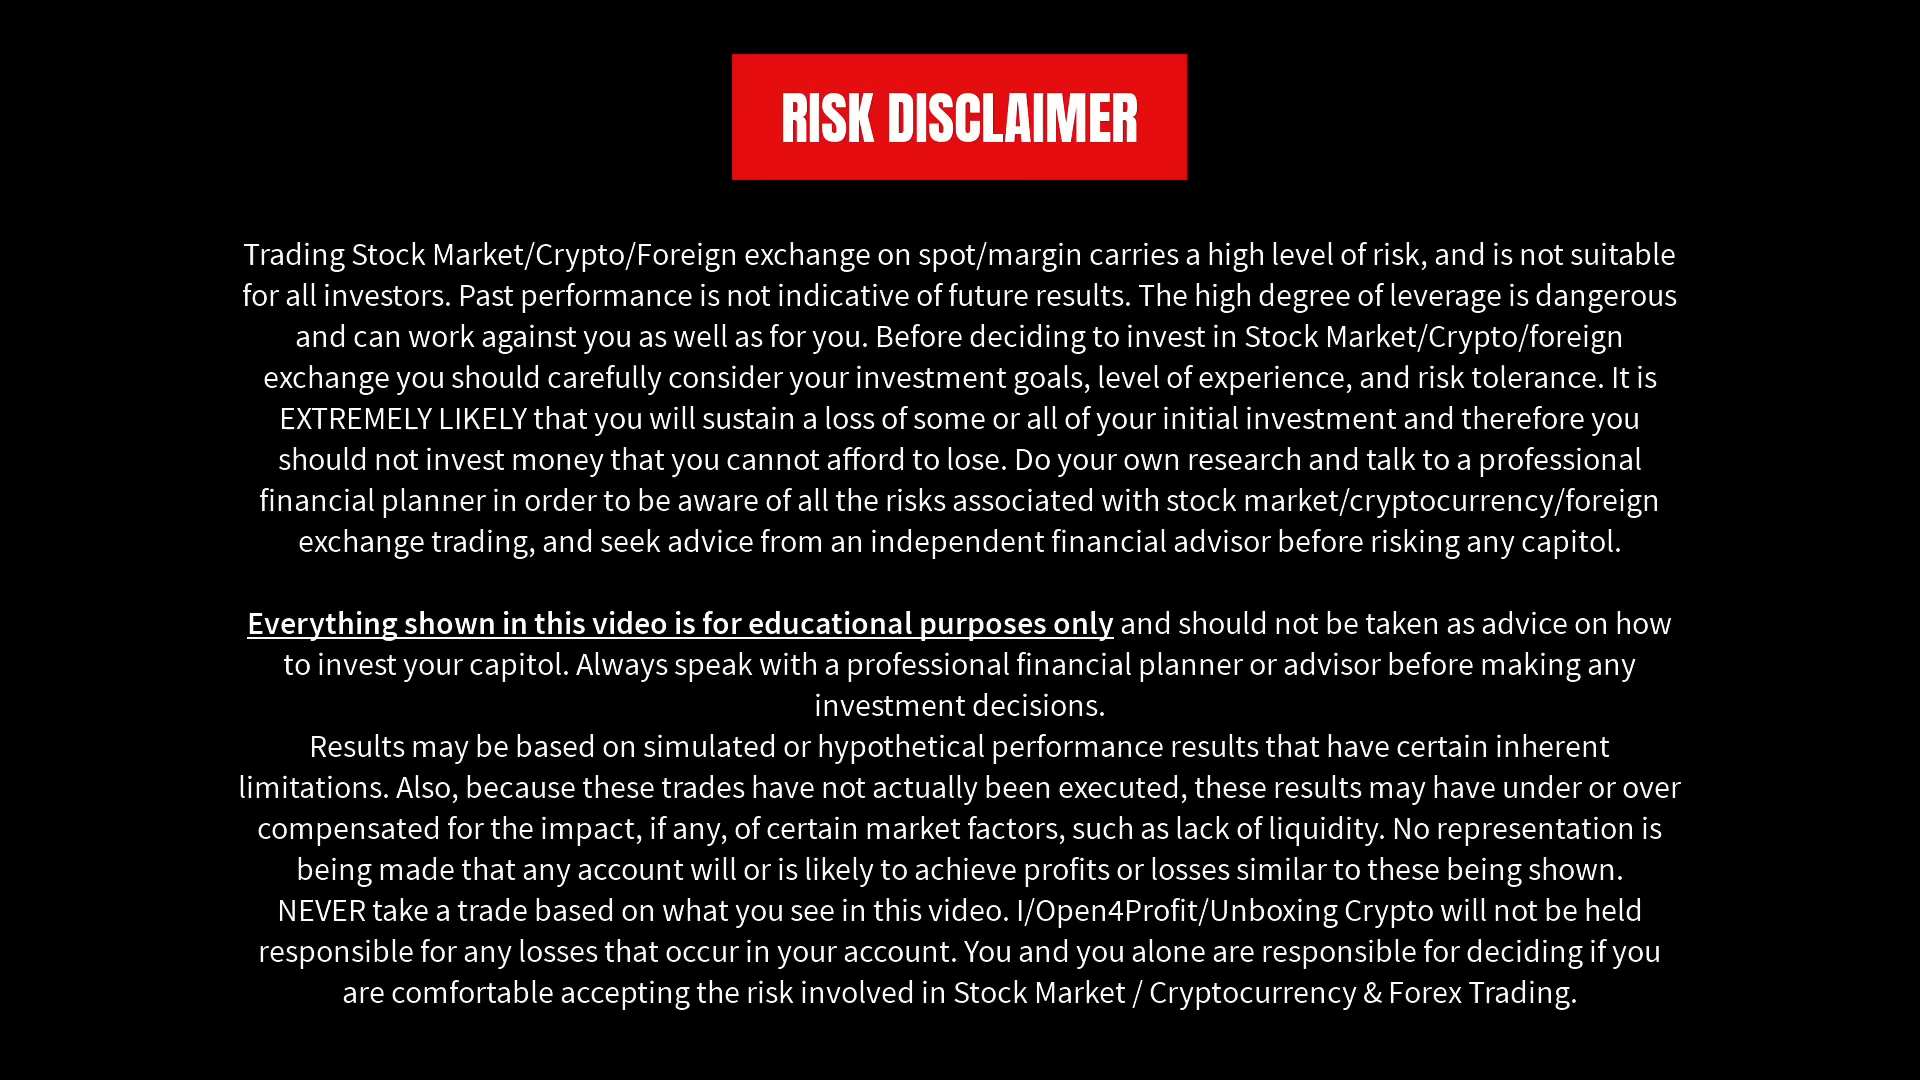 RISK DISCLAIMER
Trading Stock Market/Crypto/Foreign exchange on spot/margin carries a high level of risk, and is not suitable
for all investors. Past performance is not indicative of future results. The high degree of leverage is dangerous
and can work against you as well as for you. Before deciding to invest in Stock Market/Crypto/foreign
exchange you should carefully consider your investment goals, level of experience, and risk tolerance. It is
EXTREMELY LIKELY that you will sustain a loss of some or all of your initial investment and therefore you
should not invest money that you cannot afford to lose. Do your own research and talk to a professional
financial planner in order to be aware of all the risks associated with stock market/cryptocurrency/foreign
exchange trading, and seek advice from an independent financial advisor before risking any capitol.
Everything shown in this video is for educational purposes only and should not be taken as advice on how
to invest your capitol. Always speak with a professional financial planner or advisor before making any
investment decisions.
Results may be based on simulated or hypothetical performance results that have certain inherent
limitations. Also, because these trades have not actually been executed, these results may have under or over
compensated for the impact, if any, of certain market factors, such as lack of liquidity. No representation is
being made that any account will or is likely to achieve profits or losses similar to these being shown.
NEVER take a trade based on what you see in this video. I/Open4Profit/Unboxing Crypto will not be held
responsible for any losses that occur in your account. You and you alone are responsible for deciding if you
are comfortable accepting the risk involved in Stock Market / Cryptocurrency & Forex Trading.